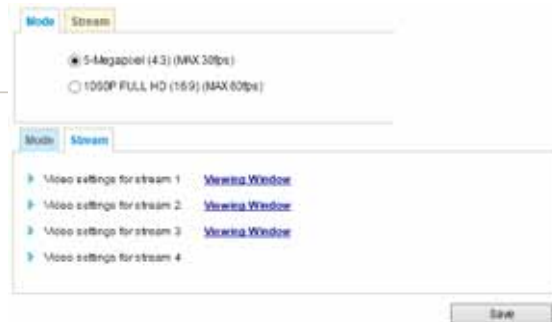 Mode Stream
5-Megapixel (4:3) (MAX 30fps)
1080P FULL HD (16:9) (MAX 60fps)
Mode Stream
Video settings for stream 1 Viewing Window
Video settings for stream 2 Viewing Window
Video settings for stream 3 Viewing Window
Video settings for stream 4
Save